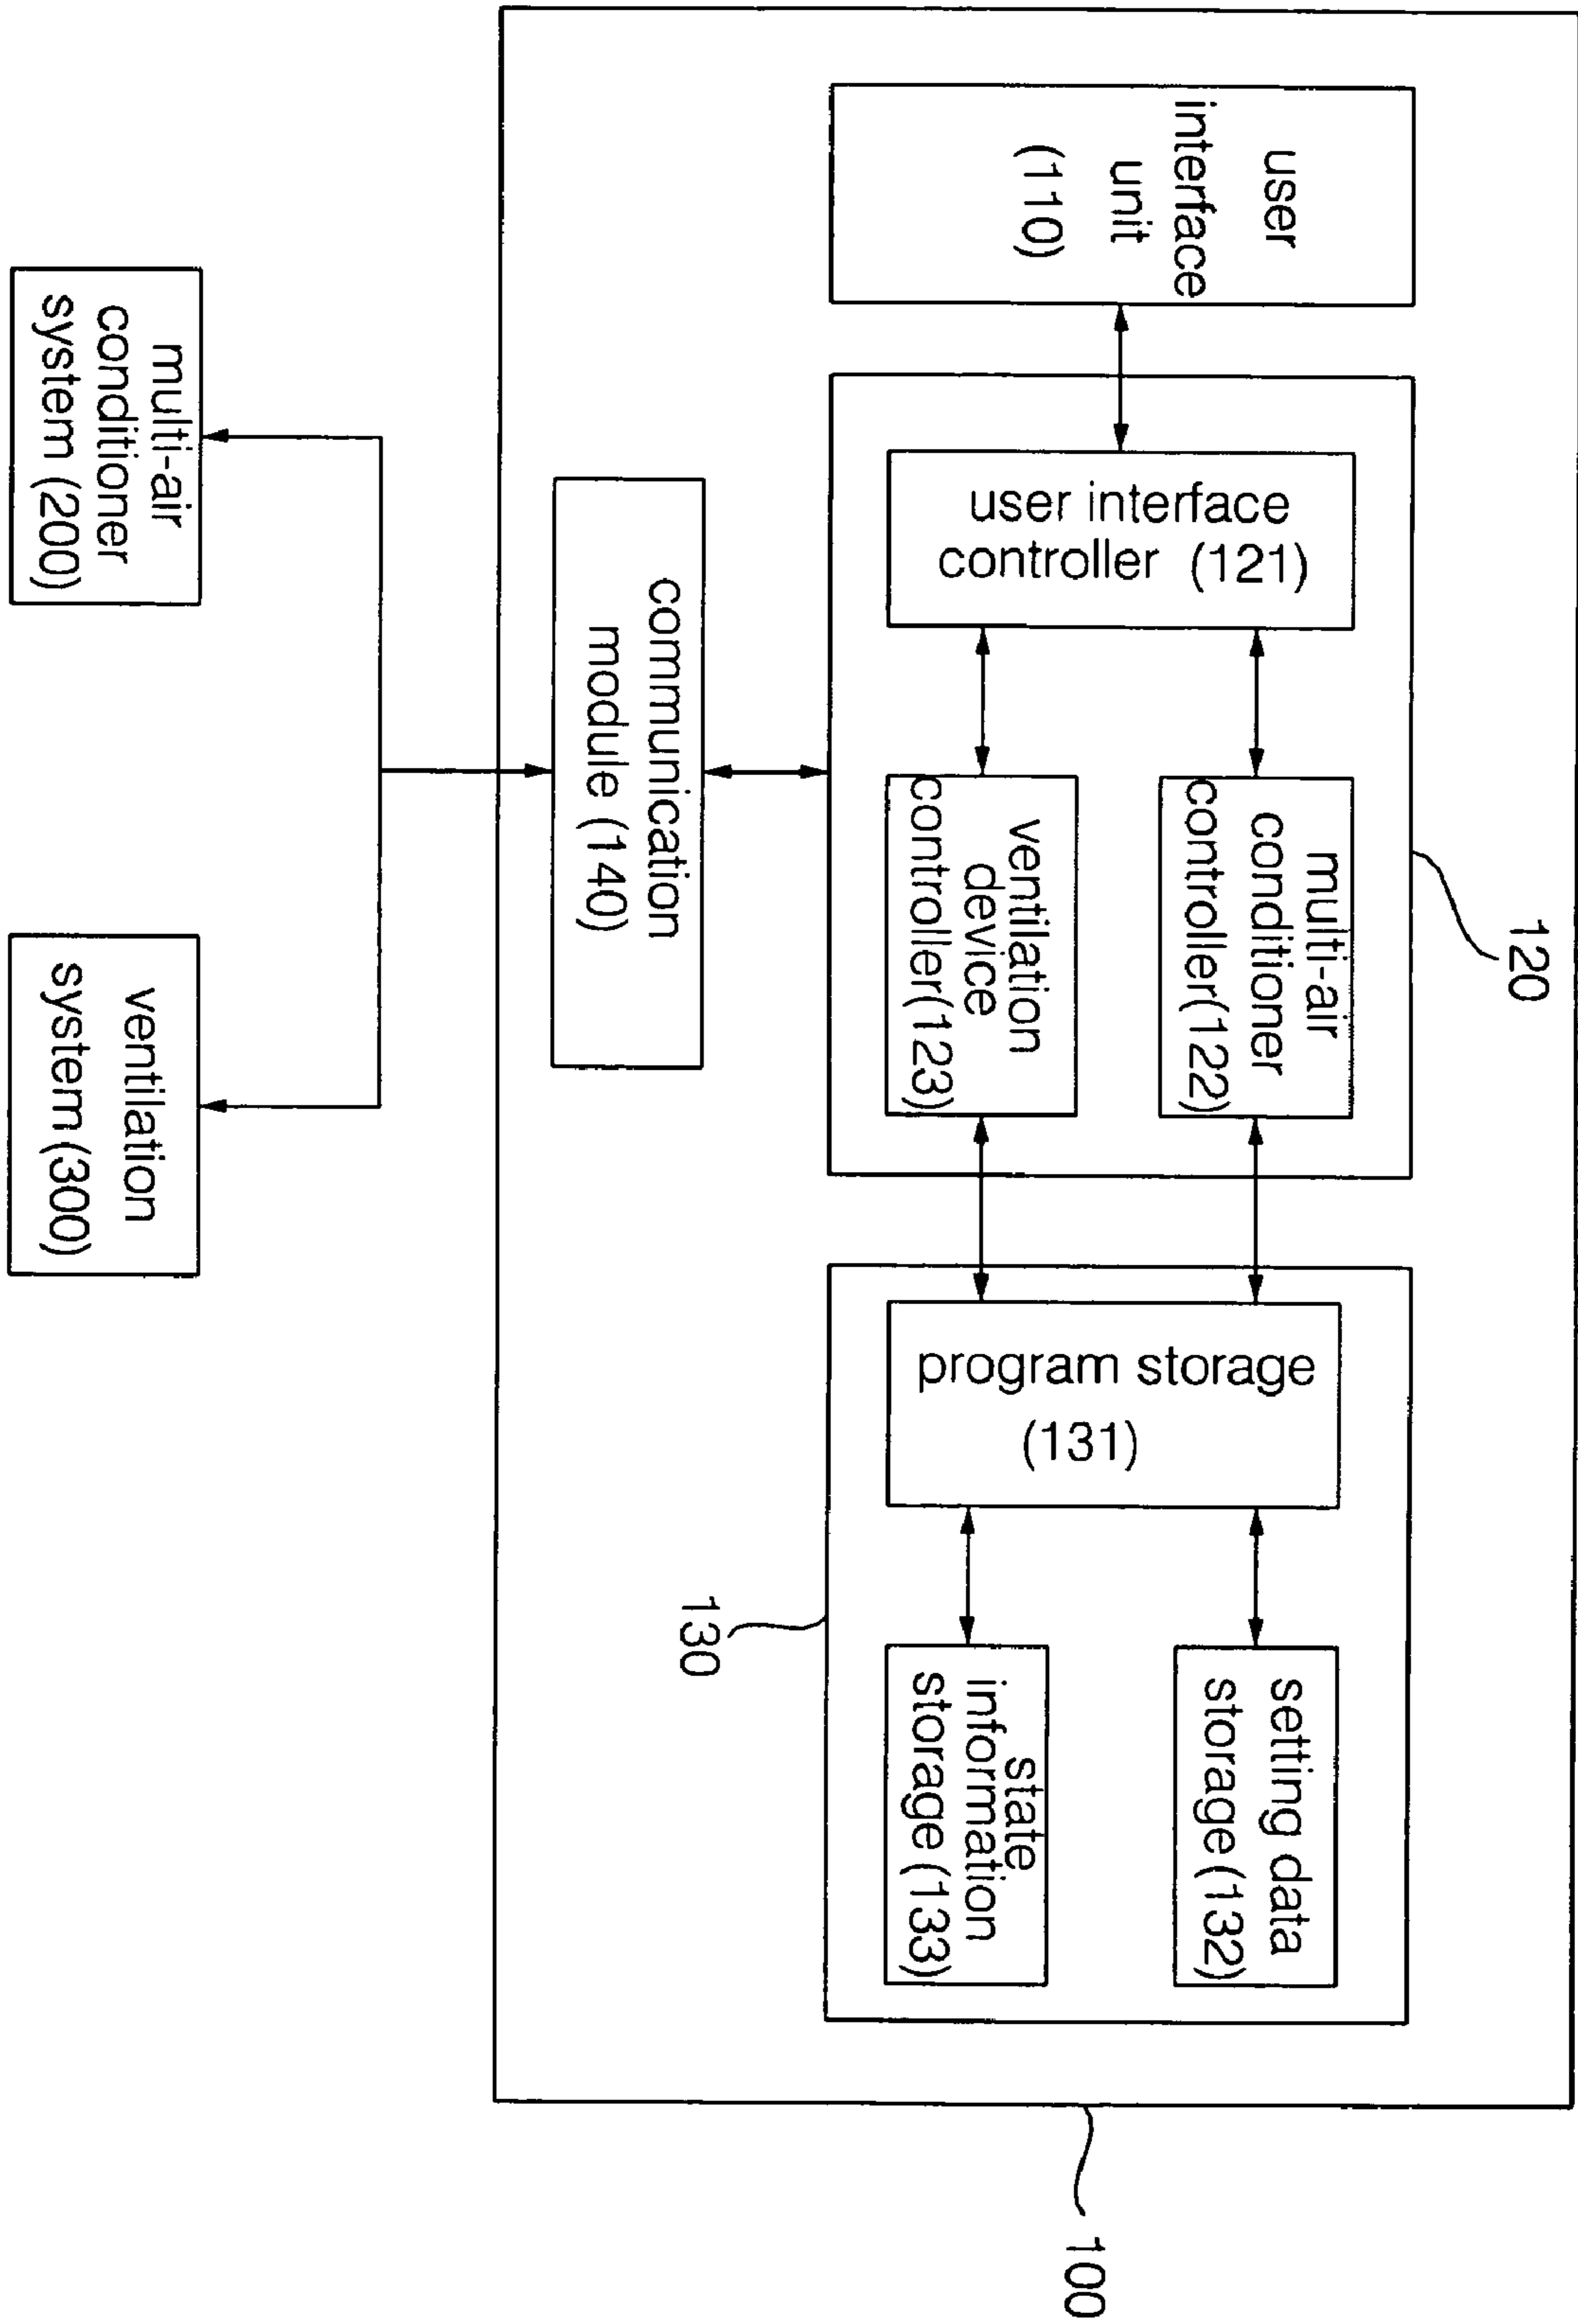 120
user
interface
unit
(110)
user interface
controller (121)
multi-air
conditioner
controller(122)
ventilation
device
controller(123)
program storage
(131)
setting data
storage(132)
state
information
storage(133)
130
100
communication
module (140)
multi-air
conditioner
system (200)
ventilation
system(300)